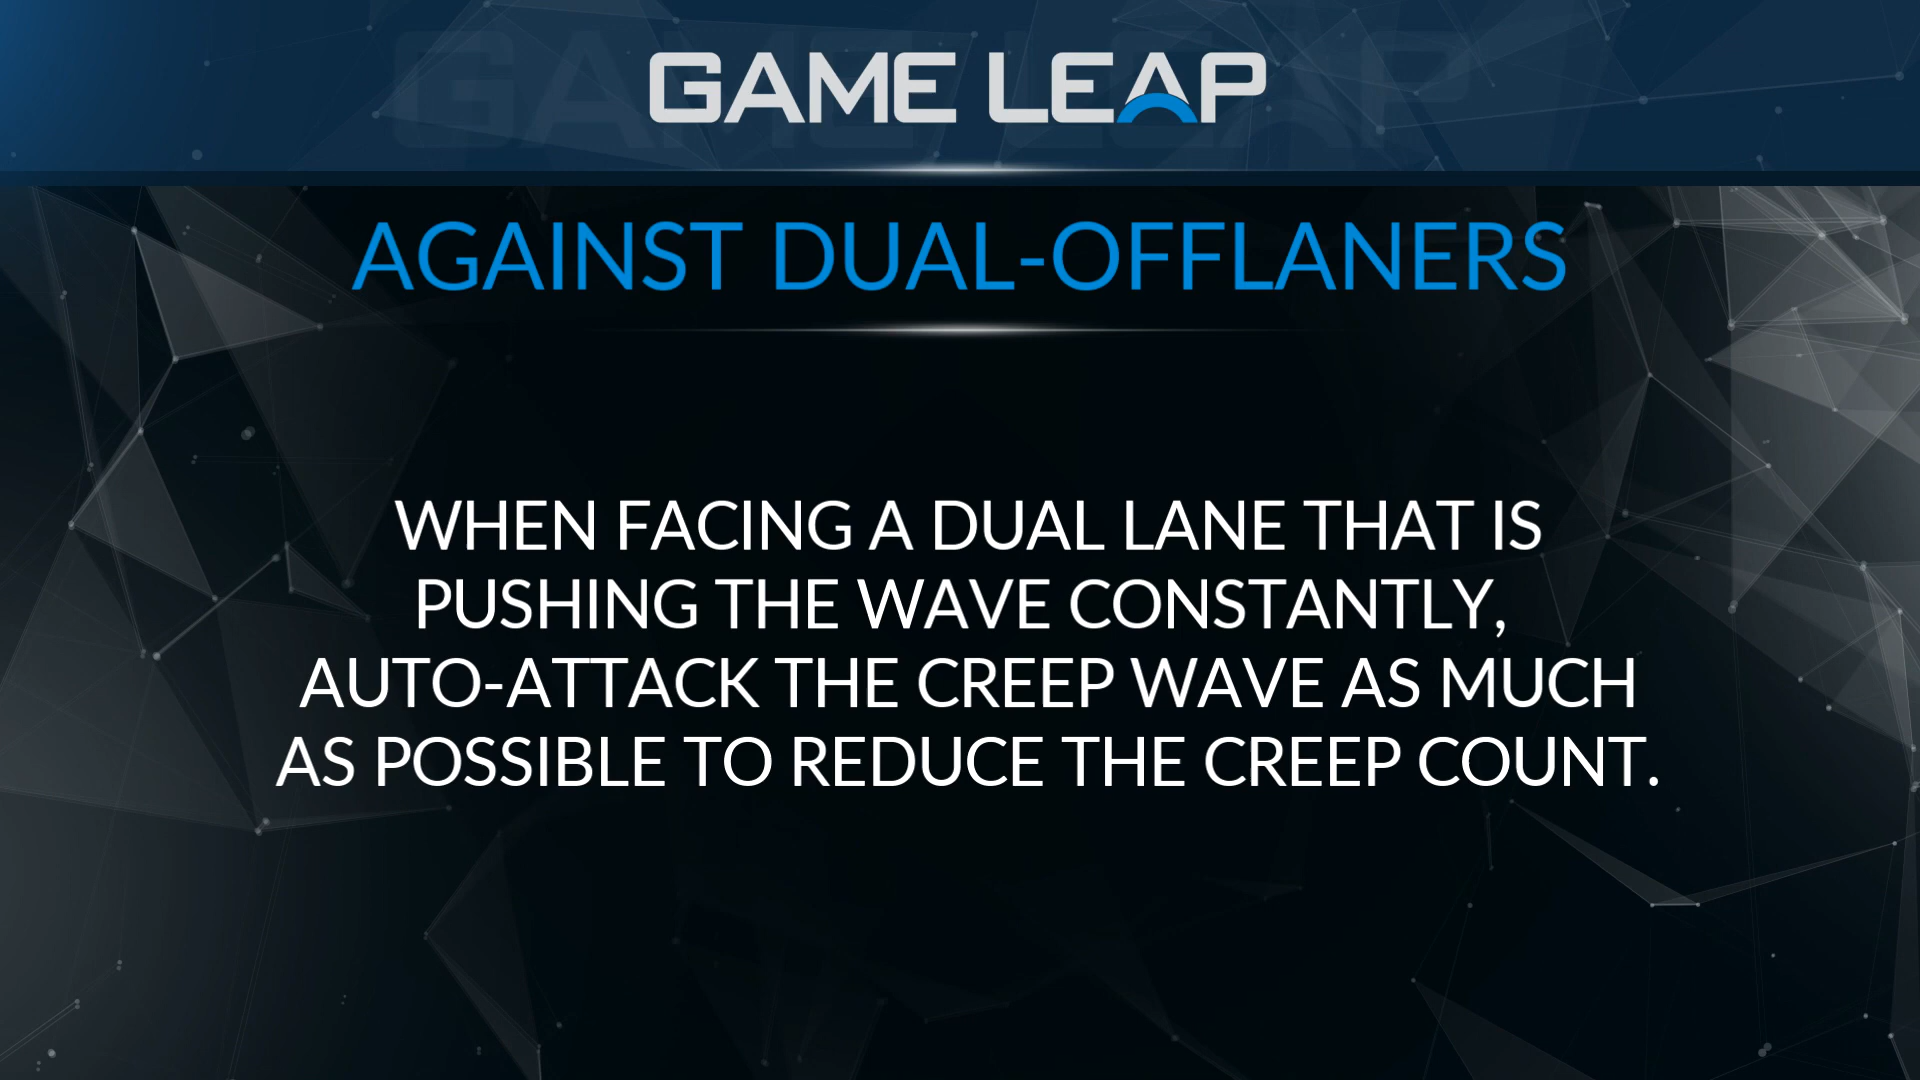 GAME LEAP
AGAINST DUAL-OFFLANERS
WHEN FACING A DUAL LANE THAT IS
PUSHING THE WAVE CONSTANTLY,
AUTO-ATTACK THE CREEP WAVE AS MUCH
AS POSSIBLE TO REDUCE THE CREEP COUNT.